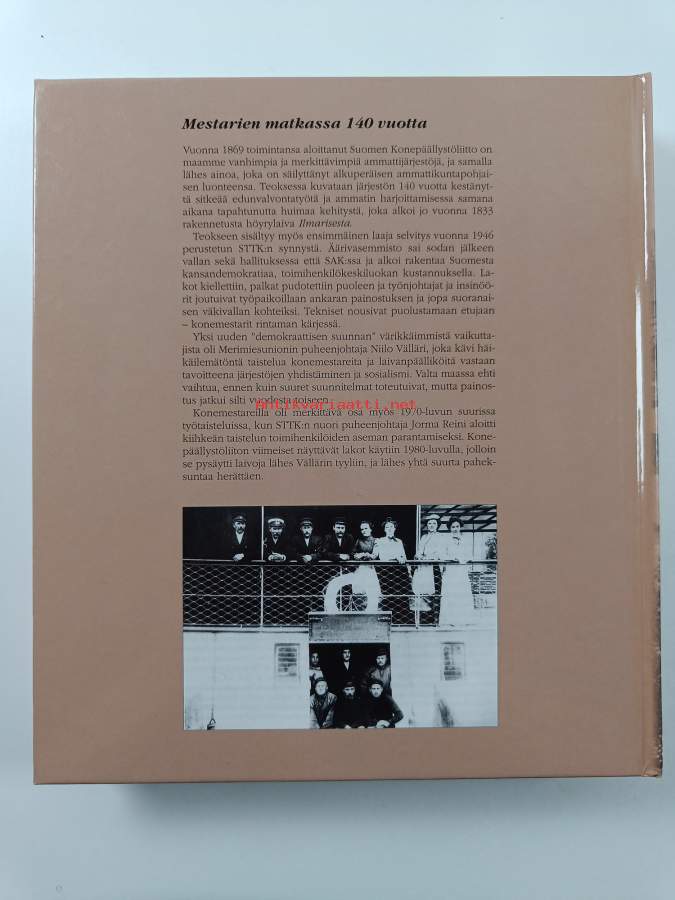 Mestarien matkassa 140 vuotta
Vuonna 1869 toimintansa aloittanut Suomen Konepäällystöliitto on
maamme vanhimpia ja merkittävimpiä ammattijärjestöjä, ja samalla
lähes ainoa, joka on säilyttänyt alkuperäisen ammattikuntapohjai-
sen luonteensa. Teoksessa kuvataan järjestön 140 vuotta kestänyt-
tä sitkeää edunvalvontatyötä ja ammatin harjoittamisessa samana
aikana tapahtunutta huimaa kehitystä, joka alkoi jo vuonna 1833
rakennetusta höyrylaiva Ilmarisesta.
Teokseen sisältyy myös ensimmäinen laaja selvitys vuonna 1946
perustetun STTK:n synnystä. Äärivasemmisto sai sodan jälkeen
vallan sekä hallituksessa että SAK:ssa ja alkoi rakentaa Suomesta
kansandemokratiaa, toimihenkilökeskiluokan kustannuksella. La-
kot kiellettiin, palkat pudotettiin puoleen ja työnjohtajat ja insinöö-
rit joutuivat työpaikoillaan ankaran painostuksen ja jopa suoranai-
sen väkivallan kohteiksi. Tekniset nousivat puolustamaan etujaan
– konemestarit rintaman kärjessä.
Yksi uuden "demokraattisen suunnan" värikkäimmistä vaikutta-
jista oli Merimiesunionin puheenjohtaja Niilo Välläri, joka kävi häi-
käilemätöntä taistelua konemestareita ja laivanpäälliköitä vastaan
tavoitteena järjestöjen yhdistäminen ja sosialismi. Valta maassa ehti
vaihtua, ennen kuin suuret suunnitelmat toteutuivat, mutta painos-
tus jatkui silti vuodesta toiseen.
antikvariaatti.net
Konemestareilla oli merkittävä osa myös 1970-luvun suurissa
työtaisteluissa, kun STTK:n nuori puheenjohtaja Jorma Reini aloitti
kiihkeän taistelun toimihenkilöiden aseman parantamiseksi. Kone-
päällystöliiton viimeiset näyttävät lakot käytiin 1980-luvulla, jolloin
se pysäytti laivoja lähes Vällärin tyyliin, ja lähes yhtä suurta pahek-
suntaa herättäen.